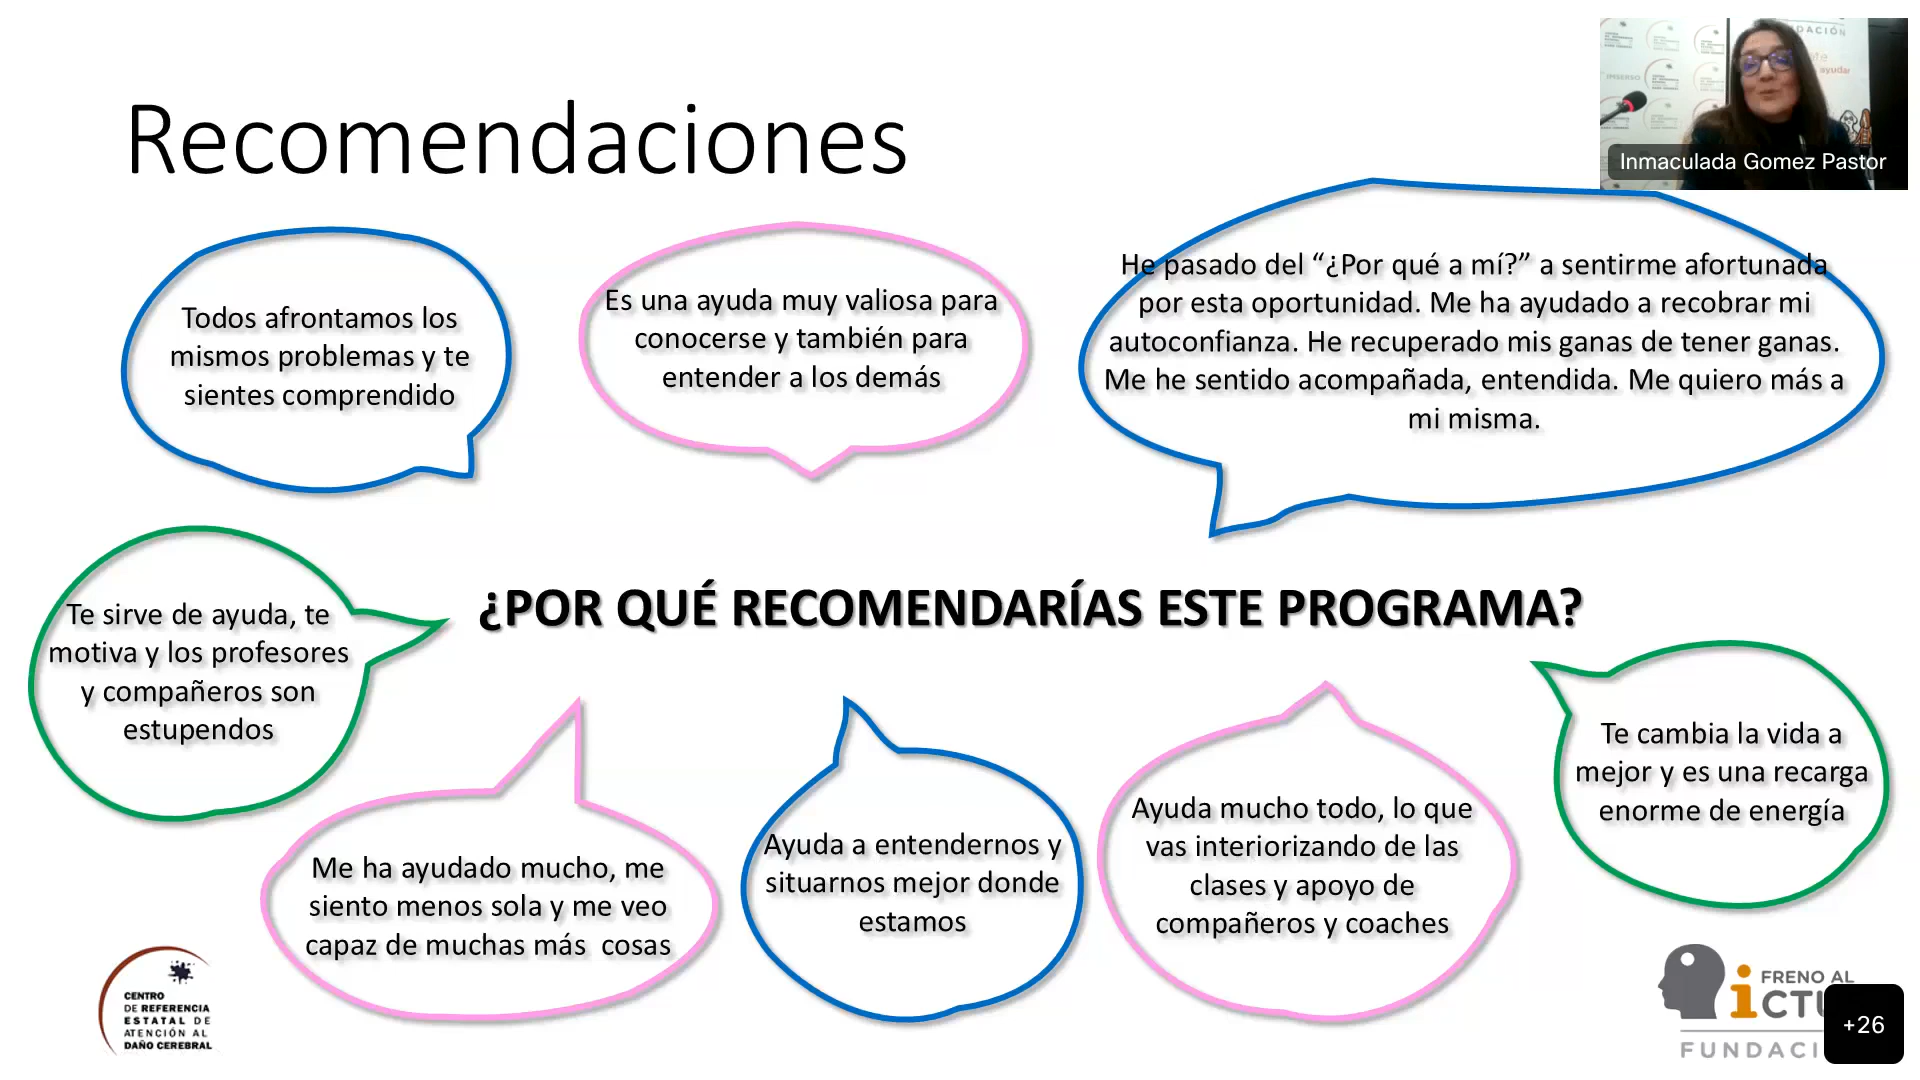 Recomendaciones
DACIÓN
ayudar
IMSERSO
Inmaculada Gomez Pastor
Todos afrontamos los
mismos problemas y te
sientes comprendido
Es una ayuda muy valiosa para
conocerse y también para
entender a los demás
He pasado del “¿Por qué a mí?” a sentirme afortunada
por esta oportunidad. Me ha ayudado a recobrar mi
autoconfianza. He recuperado mis ganas de tener ganas.
Me he sentido acompañada, entendida. Me quiero más a
mi misma.
Te sirve de ayuda, te
motiva y los profesores
y compañeros son
estupendos
¿POR QUÉ RECOMENDARÍAS ESTE PROGRAMA?
Te cambia la vida a
mejor y es una recarga
enorme de energía
Me ha ayudado mucho, me
siento menos sola y me veo
capaz de muchas más  cosas
Ayuda a entendernos y
situarnos mejor donde
estamos
Ayuda mucho todo, lo que
vas interiorizando de las
clases y apoyo de
compañeros y coaches
CENTRO
DE REFERENCIA
ESTATAL DE
ATENCIÓN AL
DAÑO CEREBRAL
FRENO AL
iCTU
FUNDACI
+26